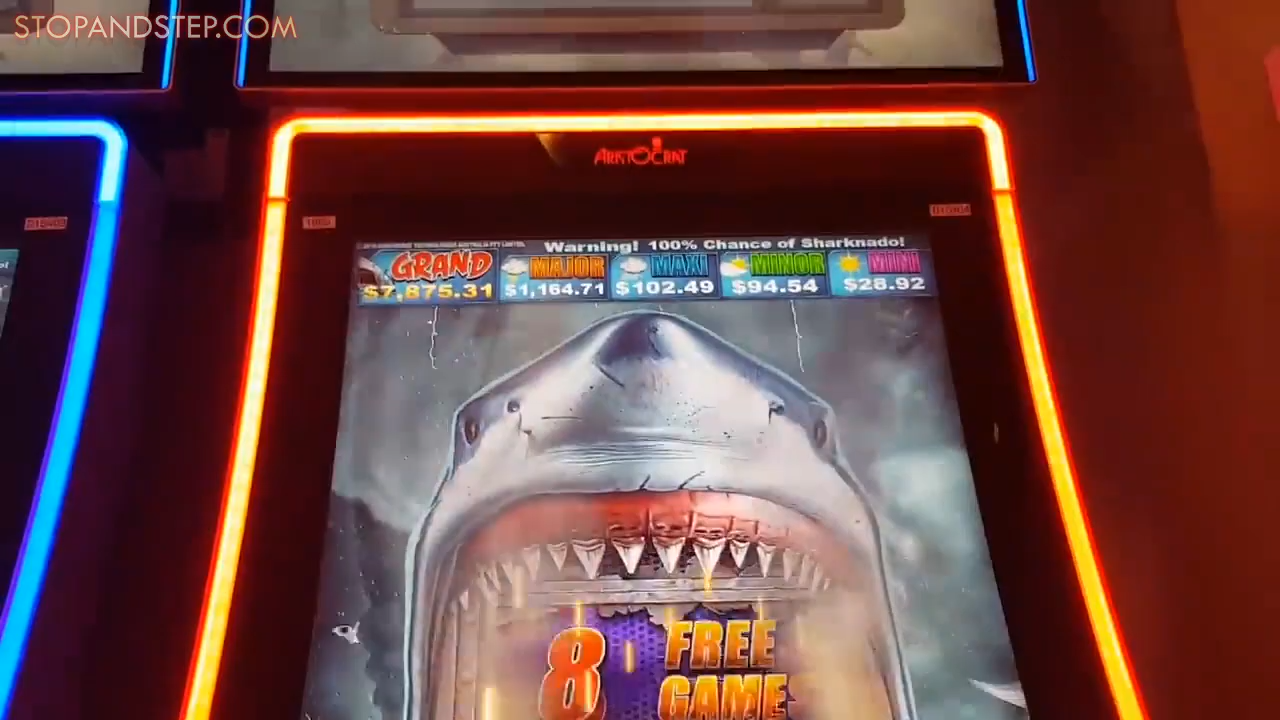 STOPANDSTEP.COM
ARISTOCRAT
Warning! 100% Chance of Sharknado!
GRAND MAJOR MAXI MINOR MINI
$7,875.31 $1,164.71 $102.49 $94.54 $28.92
8 FREE
GAME